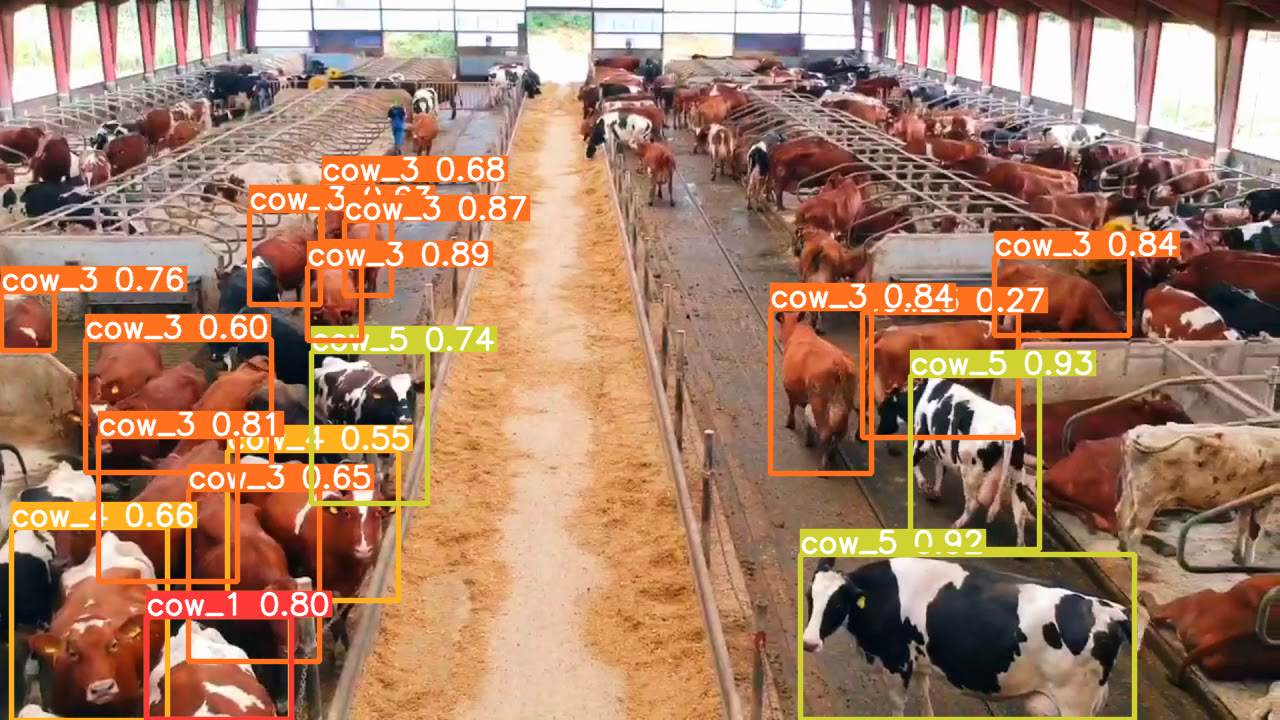 cow_3 0.68
cow_3 0.63
cow_3 0.87
cow_3 0.89
cow_3 0.84
cow_3 0.76
cow_3 0.84
0.27
cow_3 0.60
cow_5 0.74
cow_5 0.93
cow_3 0.81
cow_4 0.55
cow_3 0.65
cow_4 0.66
cow_5 0.92
cow_1 0.80